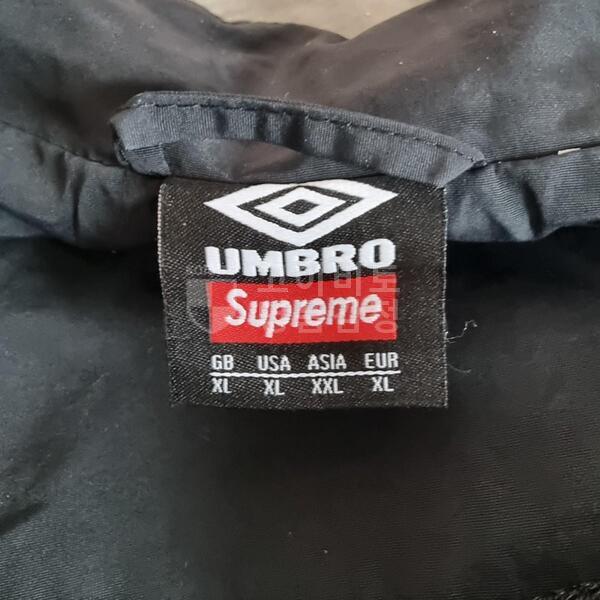 UMBRO
Supreme
GB USA ASIA EUR
XL XL XXL XL